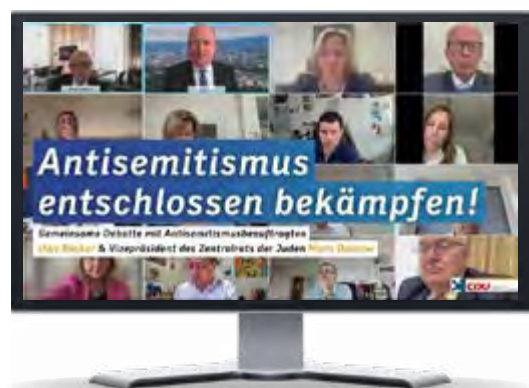 Antisemitismus
entschlossen bekämpfen!
Gemeinsame Debatte mit Antisemitismusbeauftragten
Uwe Becker & Vizepräsident des Zentralrats der Juden Mark Dainow
CDU